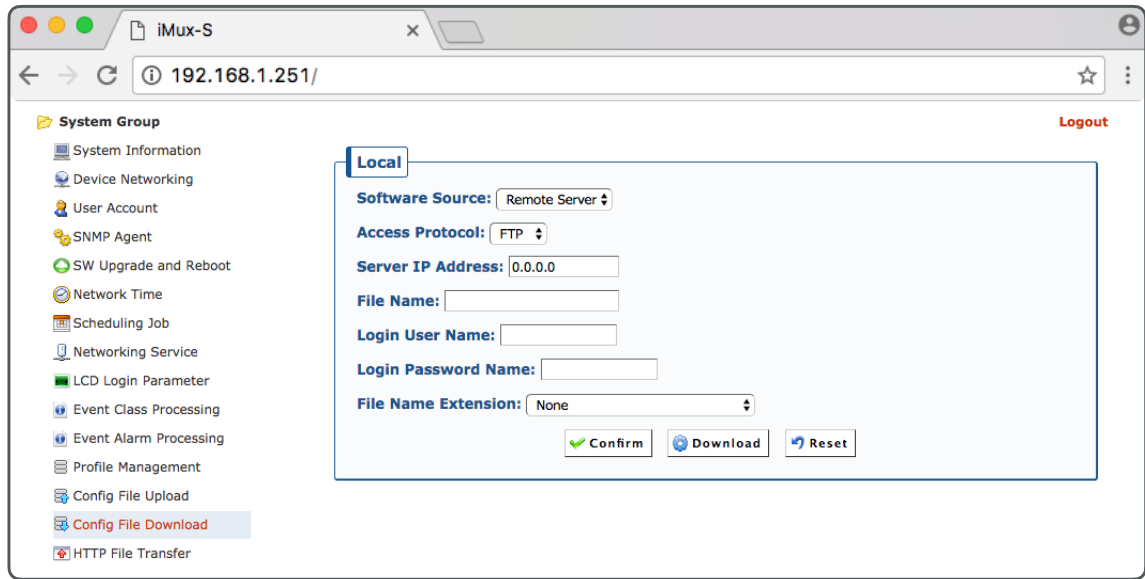 iMux-S
192.168.1.251/
System Group
Logout
System Information
Device Networking
User Account
SNMP Agent
SW Upgrade and Reboot
Network Time
Scheduling Job
Networking Service
LCD Login Parameter
Event Class Processing
Event Alarm Processing
Profile Management
Config File Upload
Config File Download
HTTP File Transfer
Local
Software Source: Remote Server
Access Protocol: FTP
Server IP Address: 0.0.0.0
File Name:
Login User Name:
Login Password Name:
File Name Extension: None
Confirm Download Reset